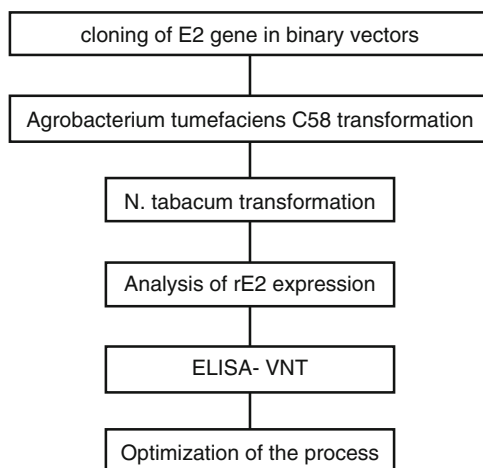 cloning of E2 gene in binary vectors
Agrobacterium tumefaciens C58 transformation
N. tabacum transformation
Analysis of rE2 expression
ELISA- VNT
Optimization of the process